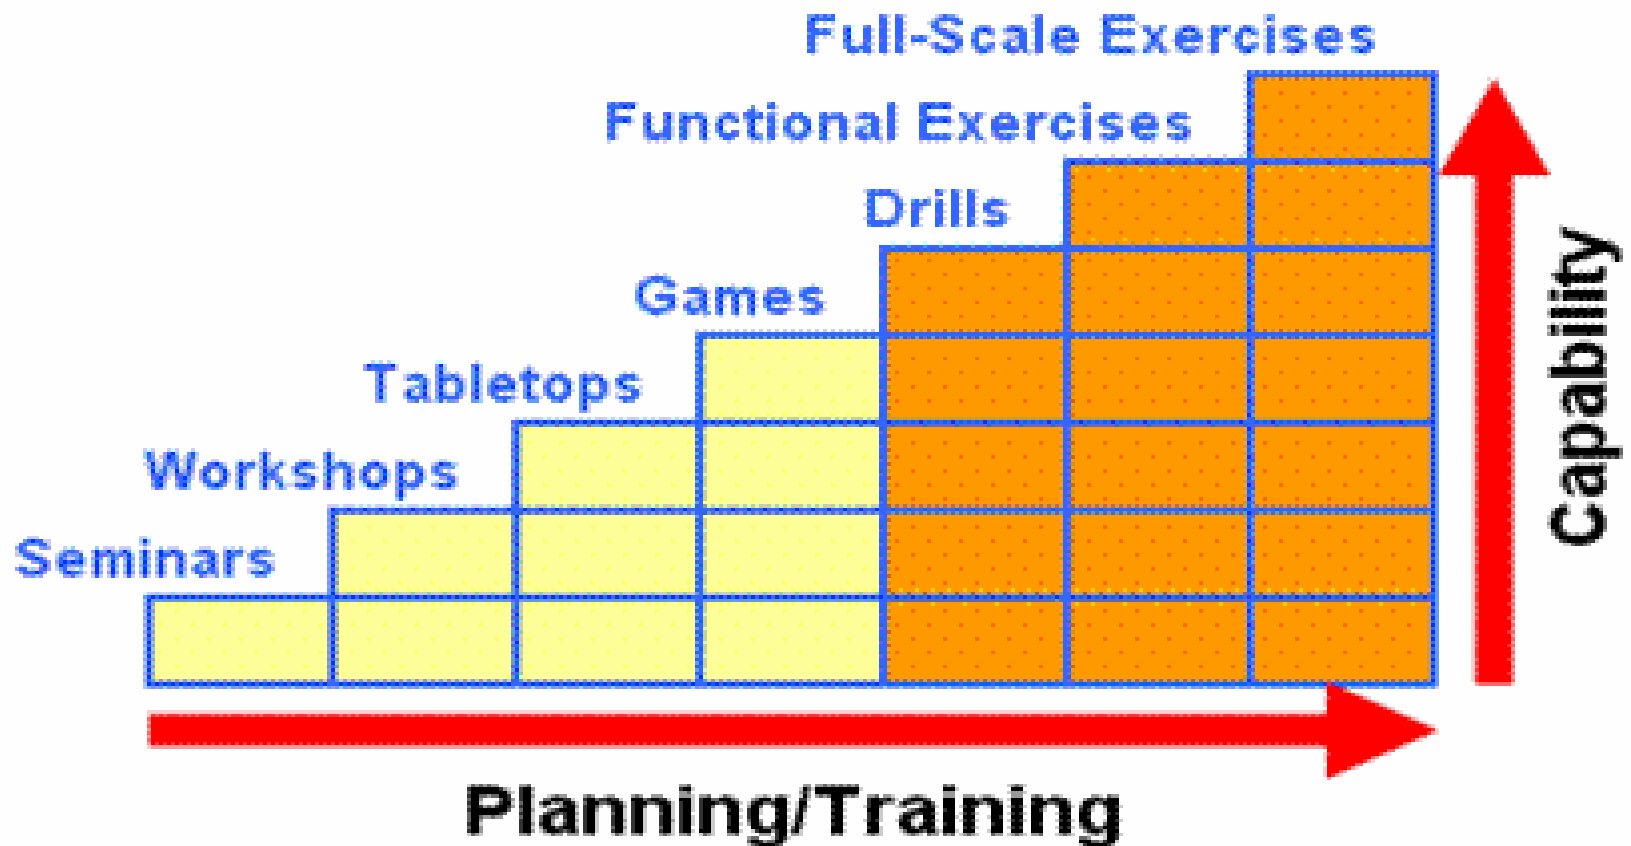 Full-Scale Exercises
Functional Exercises
Drills
Games
Tabletops
Workshops
Seminars
Capability
Planning/Training